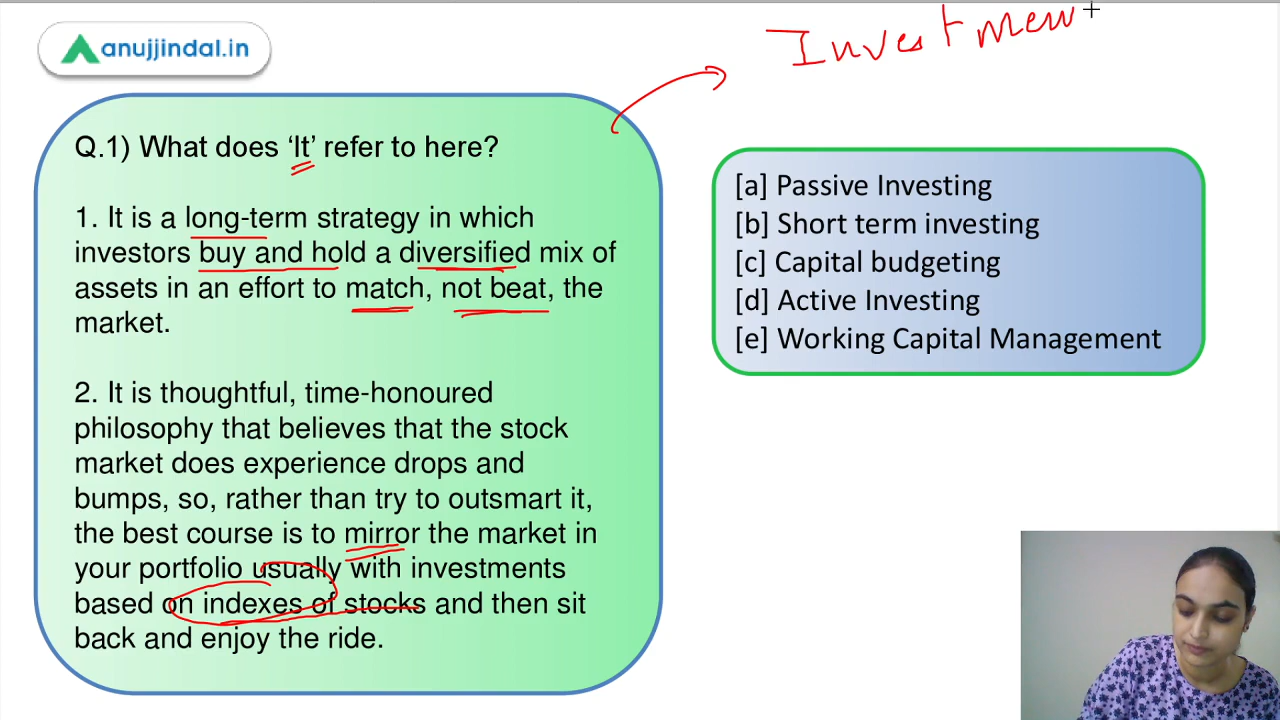 anujjindal.in
Investment
Q.1) What does ‘It’ refer to here?
1. It is a long-term strategy in which
investors buy and hold a diversified mix of
assets in an effort to match, not beat, the
market.
2. It is thoughtful, time-honoured
philosophy that believes that the stock
market does experience drops and
bumps, so, rather than try to outsmart it,
the best course is to mirror the market in
your portfolio usually with investments
based on indexes of stocks and then sit
back and enjoy the ride.
[a] Passive Investing
[b] Short term investing
[c] Capital budgeting
[d] Active Investing
[e] Working Capital Management